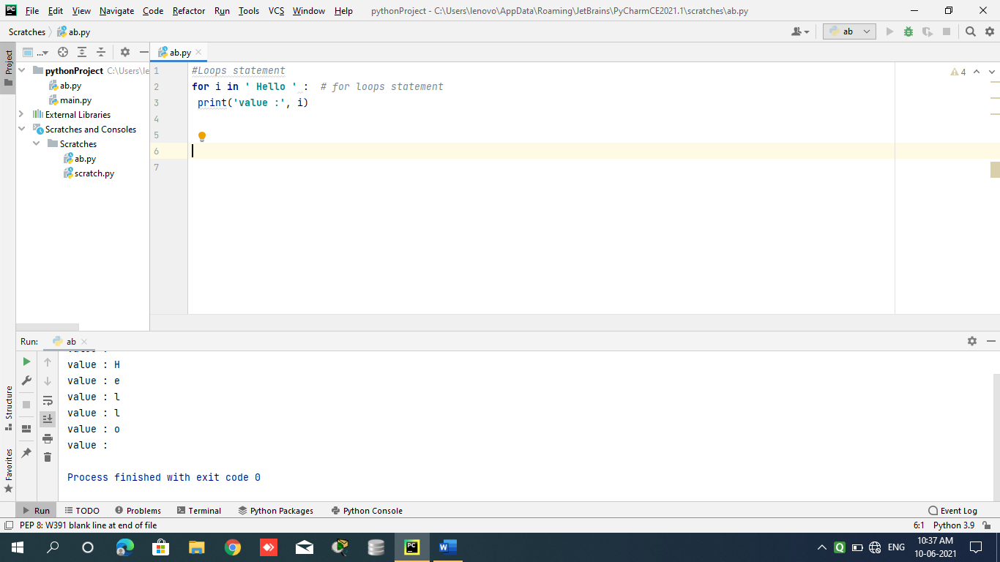 File Edit View Navigate Code Refactor Run Tools VCS Window Help pythonProject - C:\Users\lenovo\AppData\Roaming\JetBrains\PyCharmCE2021.1\scratches\ab.py
Scratches ab.py ab
Project
... ab.py
pythonProject C:\Users\le
ab.py
main.py
External Libraries
Scratches and Consoles
Scratches
ab.py
scratch.py
1 #Loops statement
2 for i in ' Hello ' : # for loops statement
3 print('value :', i)
4
5
6
7
4
Run: ab
value : H
value : e
value : l
value : l
value : o
value :
Process finished with exit code 0
Structure
Favorites
Run TODO Problems Terminal Python Packages Python Console Event Log
PEP 8: W391 blank line at end of file 6:1 Python 3.9
ENG 10:37 AM
10-06-2021